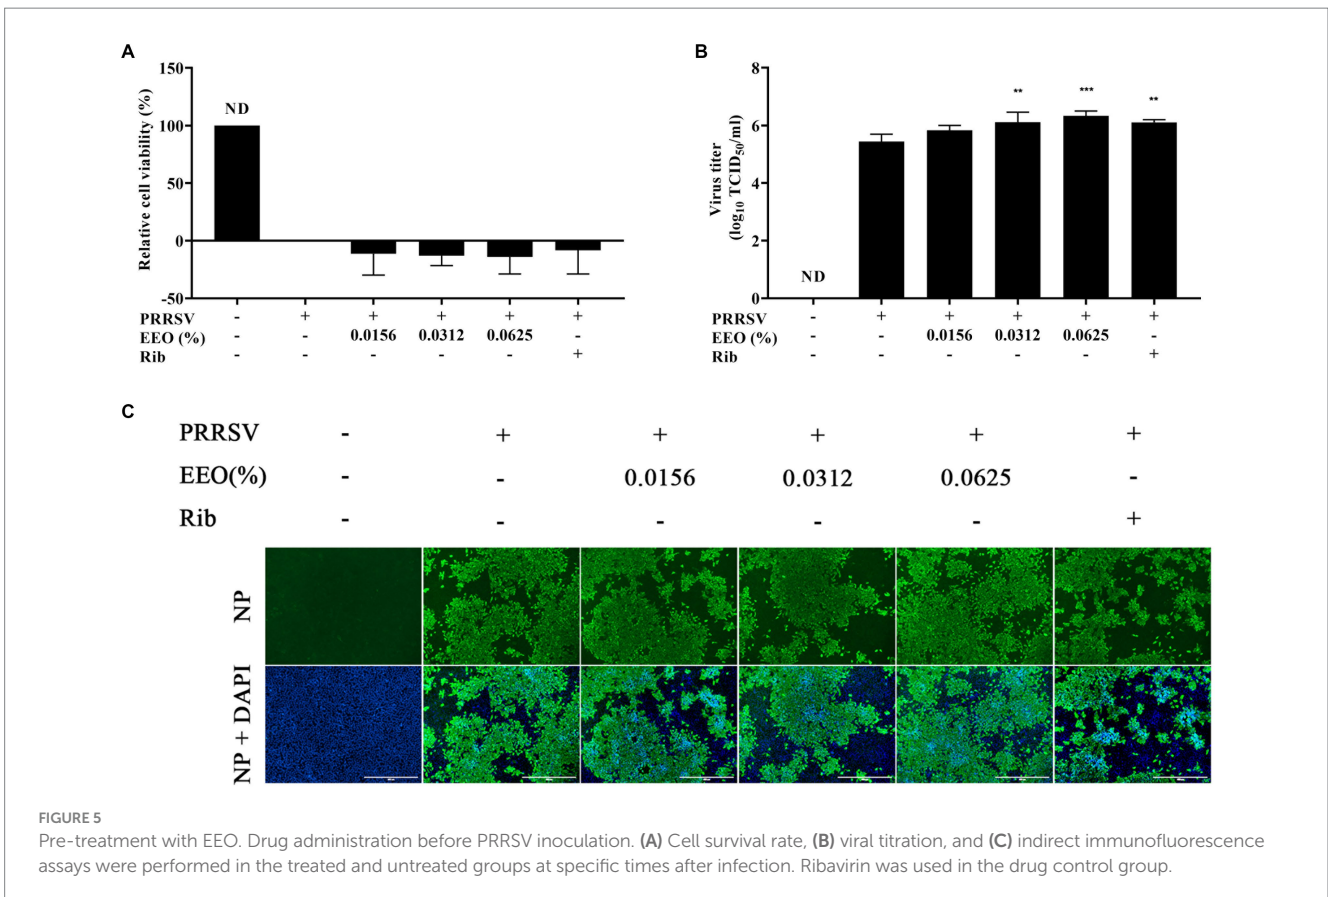 A
Relative cell viability (%)
150
100
50
0
-50
ND
PRRSV - + + + + +
EEO (%) - - 0.0156 0.0312 0.0625 -
Rib - - - - - +
B
Virus titer
(log10 TCID50/ml)
8
6
4
2
0
ND
** *** **
PRRSV - + + + + +
EEO (%) - - 0.0156 0.0312 0.0625 -
Rib - - - - - +
C
PRRSV - + + + + +
EEO(%) - - 0.0156 0.0312 0.0625 -
Rib - - - - - +
NP
NP + DAPI
FIGURE 5
Pre-treatment with EEO. Drug administration before PRRSV inoculation. (A) Cell survival rate, (B) viral titration, and (C) indirect immunofluorescence
assays were performed in the treated and untreated groups at specific times after infection. Ribavirin was used in the drug control group.